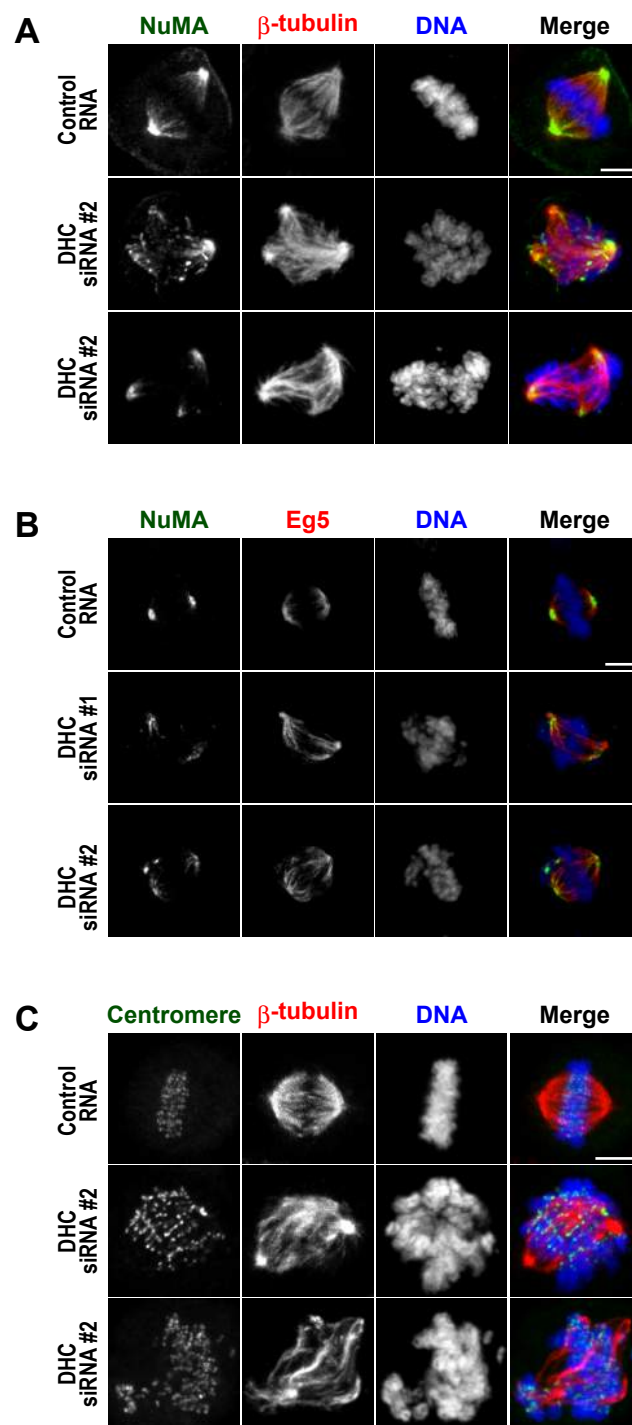 A
NuMA β-tubulin DNA Merge
Control
RNA
DHC
siRNA #2
DHC
siRNA #2
B
NuMA Eg5 DNA Merge
Control
RNA
DHC
siRNA #1
DHC
siRNA #2
C
Centromere β-tubulin DNA Merge
Control
RNA
DHC
siRNA #2
DHC
siRNA #2